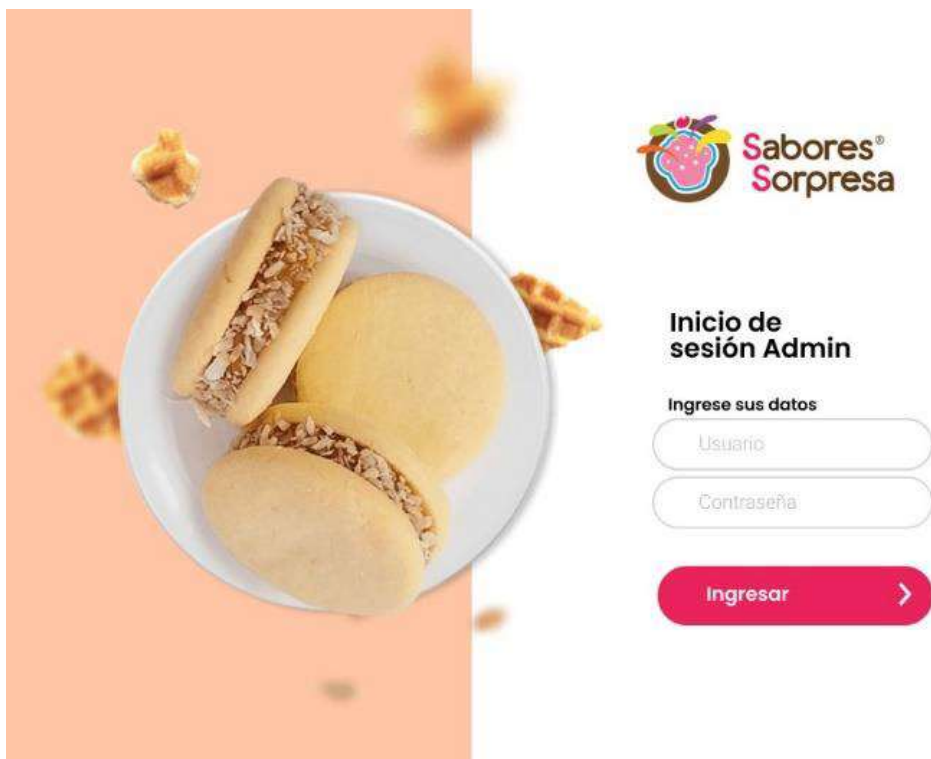 Sabores®
Sorpresa
Inicio de
sesión Admin
Ingrese sus datos
Usuario
Contraseña
Ingresar